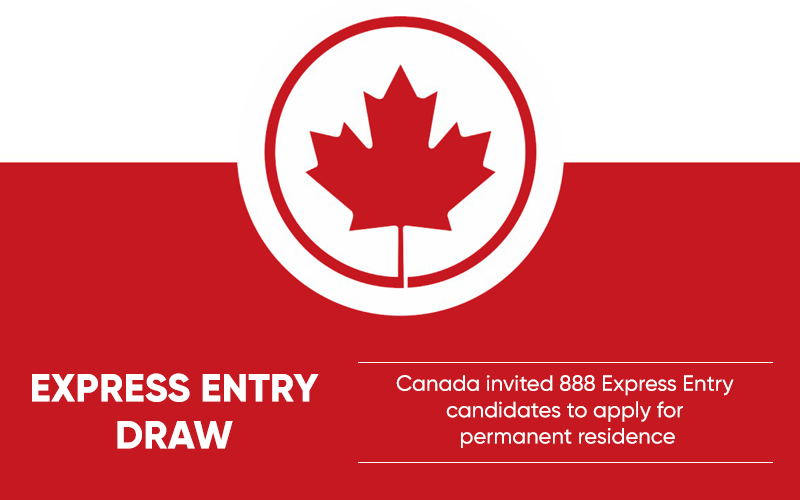 EXPRESS ENTRY
DRAW
Canada invited 888 Express Entry
candidates to apply for
permanent residence